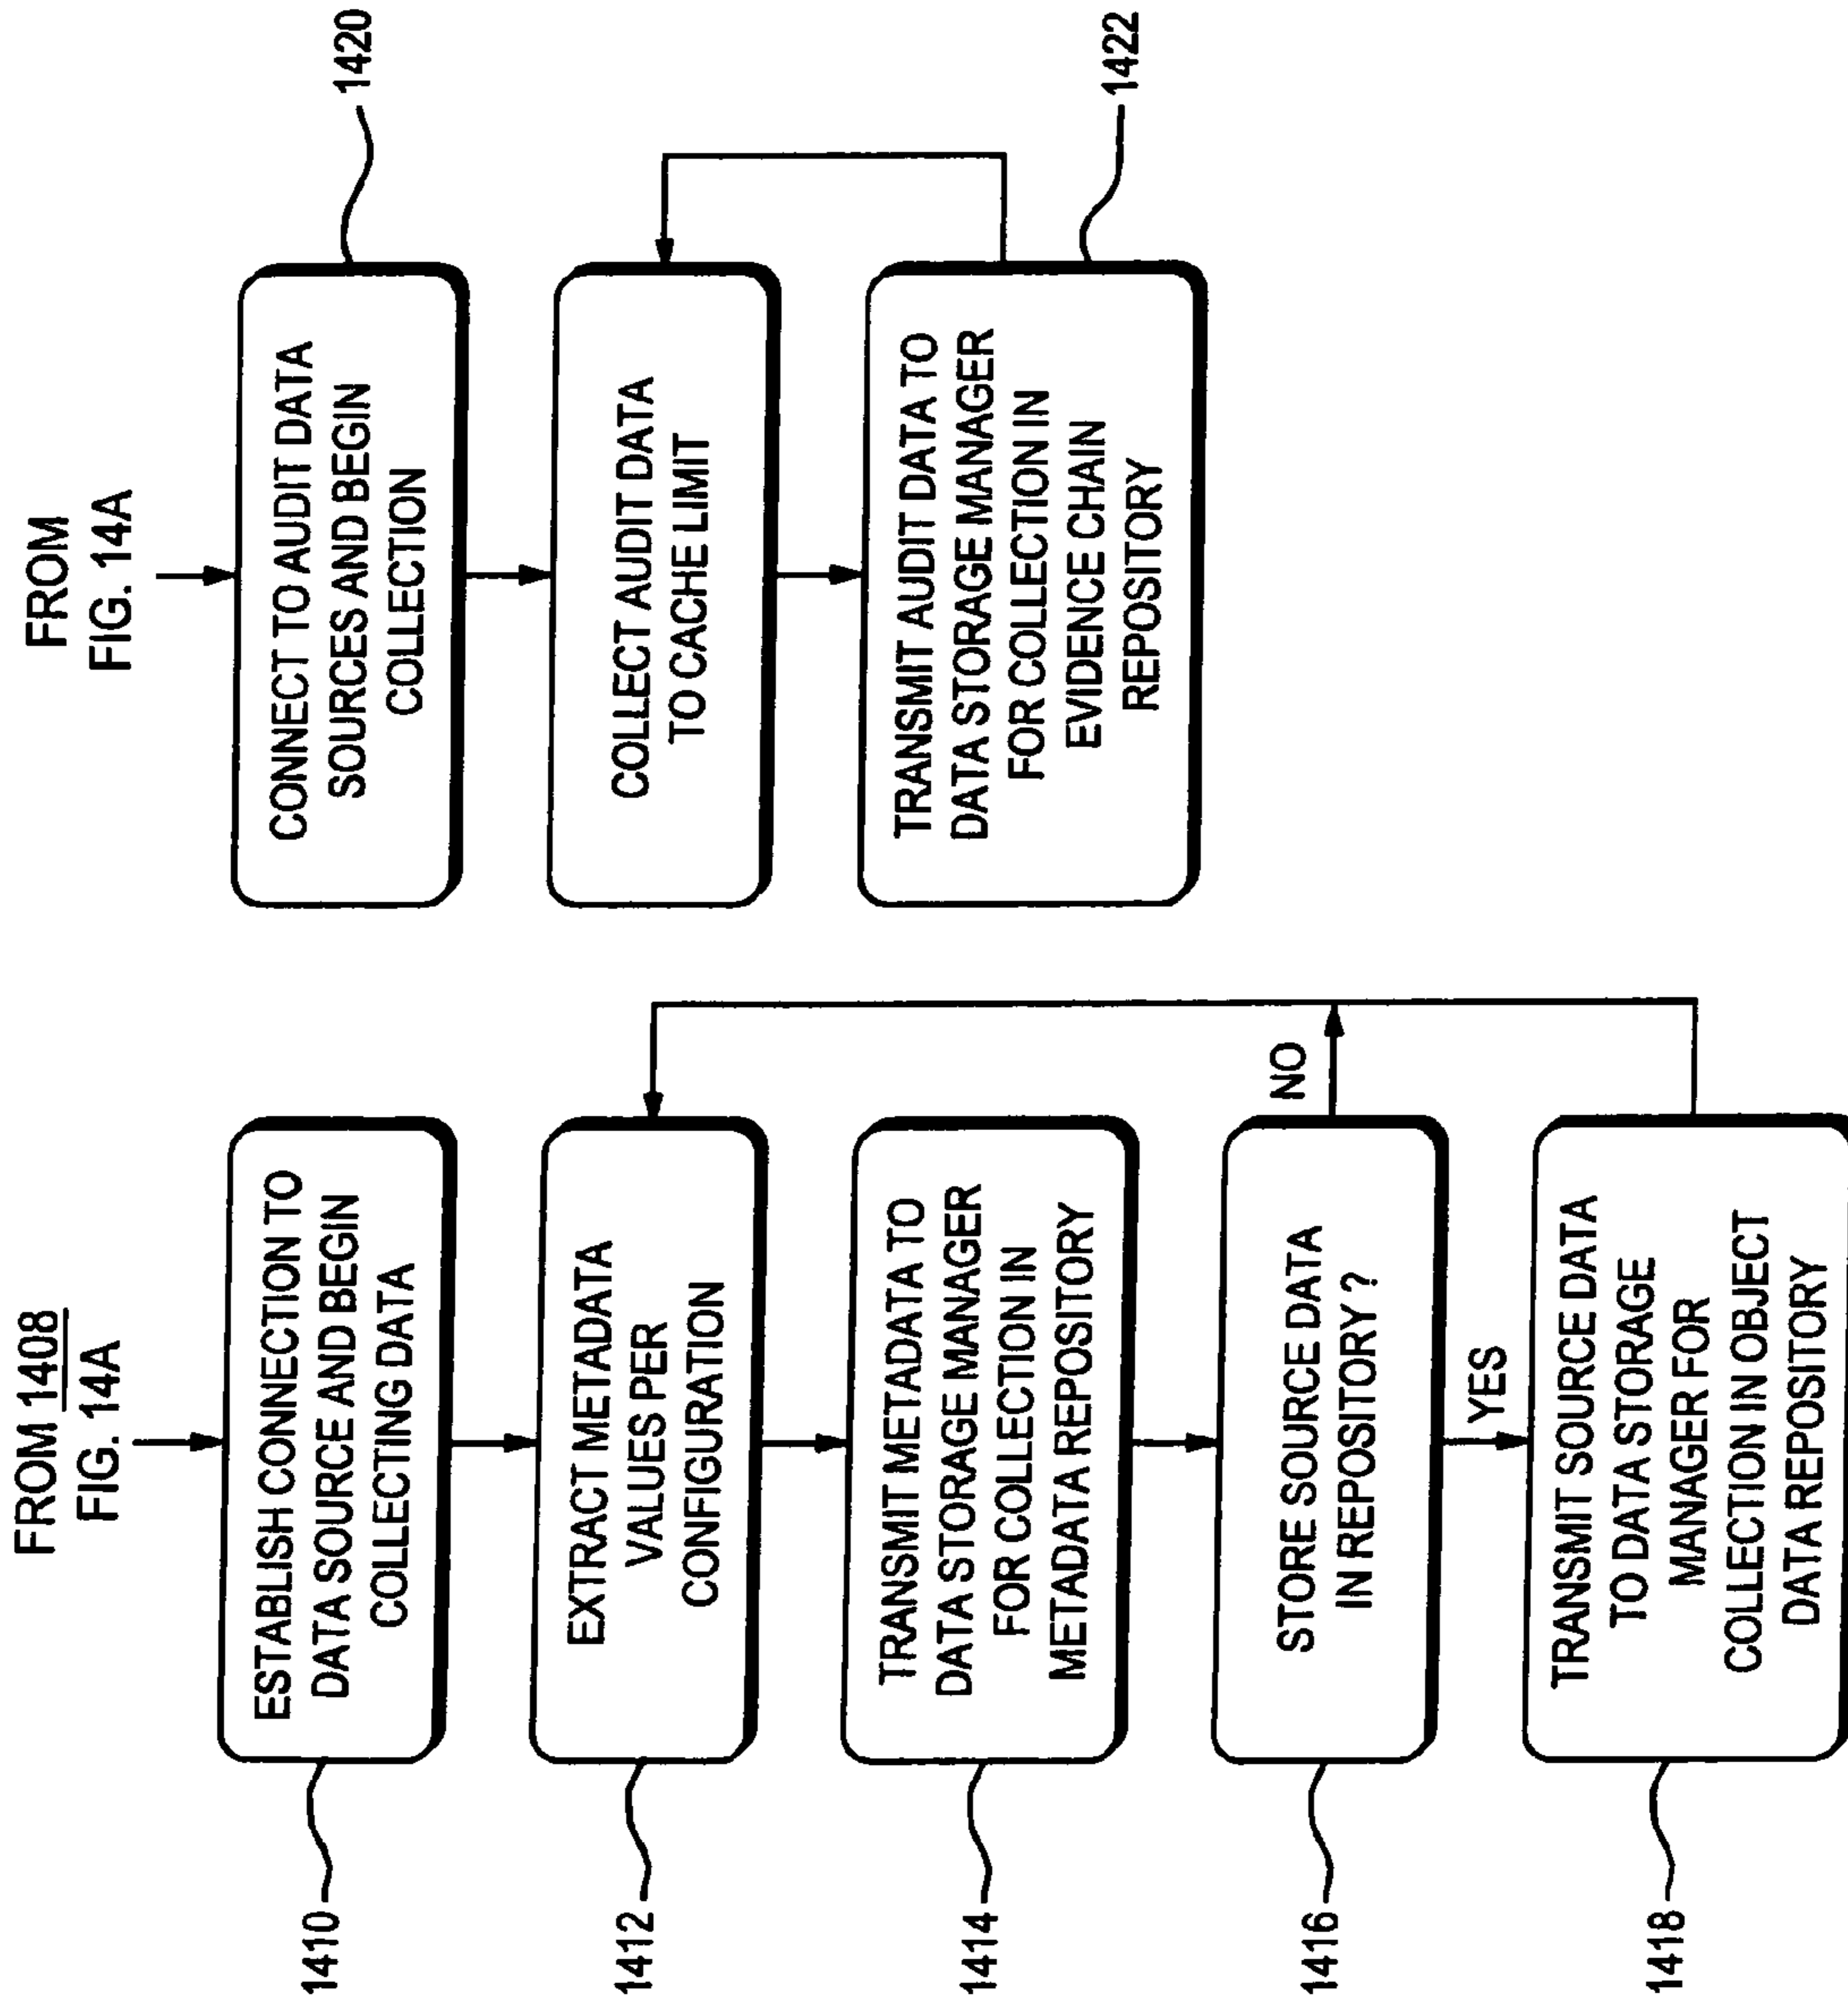 FROM 1408
FIG. 14A
1410
ESTABLISH CONNECTION TO
DATA SOURCE AND BEGIN
COLLECTING DATA
1412
EXTRACT METADATA
VALUES PER
CONFIGURATION
1414
TRANSMIT METADATA TO
DATA STORAGE MANAGER
FOR COLLECTION IN
METADATA REPOSITORY
1416
STORE SOURCE DATA
IN REPOSITORY ?
NO
YES
1418
TRANSMIT SOURCE DATA
TO DATA STORAGE
MANAGER FOR
COLLECTION IN OBJECT
DATA REPOSITORY
FROM
FIG. 14A
CONNECT TO AUDIT DATA
SOURCES AND BEGIN
COLLECTION
1420
COLLECT AUDIT DATA
TO CACHE LIMIT
TRANSMIT AUDIT DATA TO
DATA STORAGE MANAGER
FOR COLLECTION IN
EVIDENCE CHAIN
REPOSITORY
1422